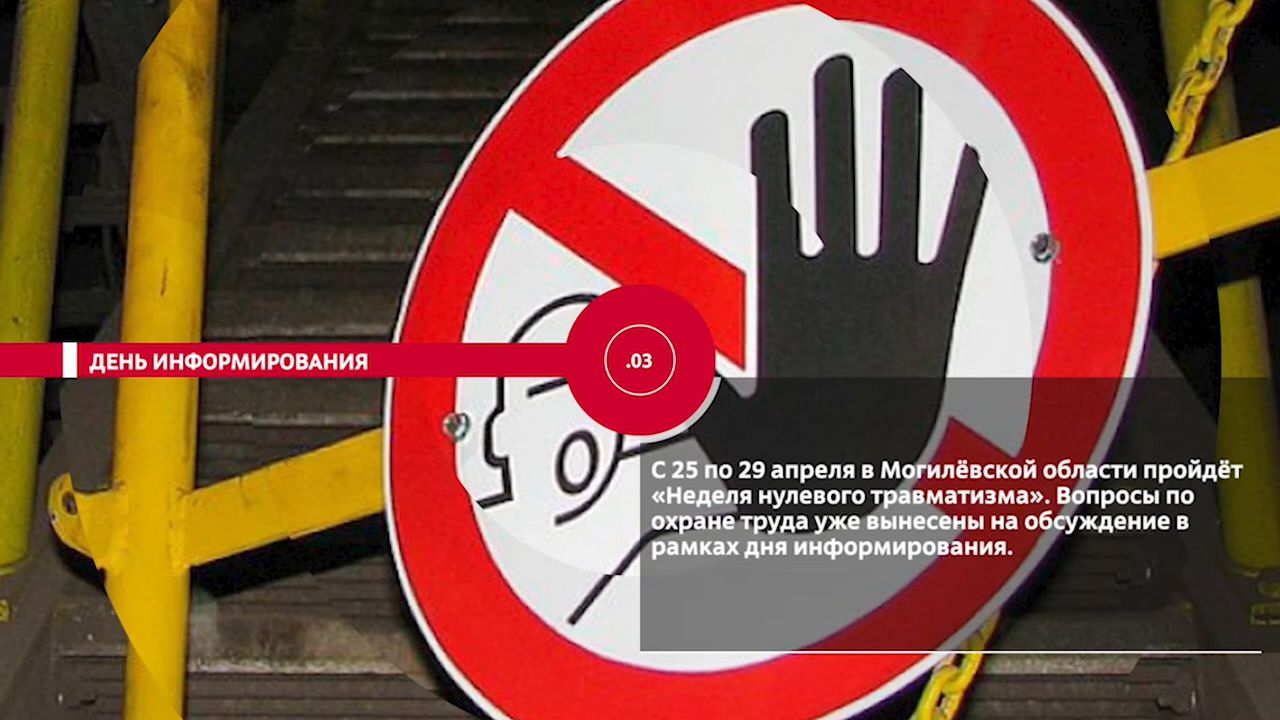 ДЕНЬ ИНФОРМИРОВАНИЯ
.03
С 25 по 29 апреля в Могилёвской области пройдёт
«Неделя нулевого травматизма». Вопросы по
охране труда уже вынесены на обсуждение в
рамках дня информирования.